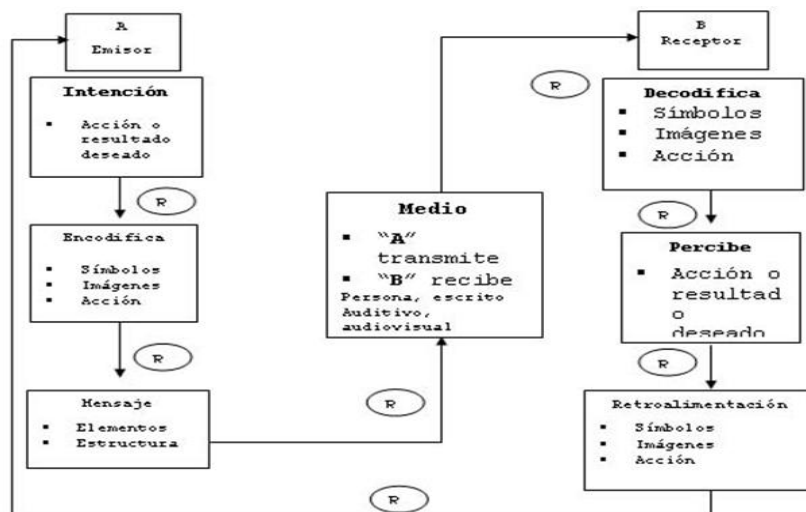 A
Emisor
Intención
▪ Acción o
resultado
deseado
R
Encodifica
▪ Símbolos
▪ Imágenes
▪ Acción
R
Mensaje
▪ Elementos
▪ Estructura
R
Medio
▪ “A”
transmite
▪ “B” recibe
Persona, escrito
Auditivo,
audiovisual
R
B
Receptor
Decodifica
▪ Símbolos
▪ Imágenes
▪ Acción
R
Percibe
▪ Acción o
resultad
o
deseado
R
Retroalimentación
▪ Símbolos
▪ Imágenes
▪ Acción
R